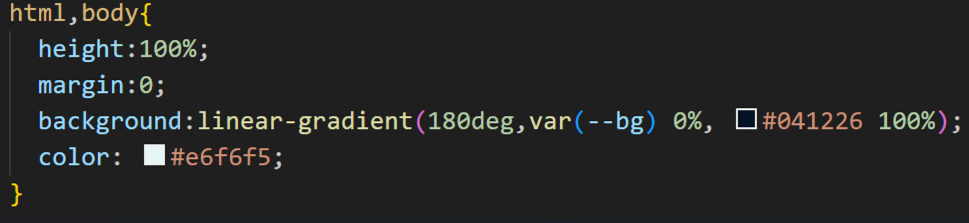 html,body{
  height:100%;
  margin:0;
  background:linear-gradient(180deg,var(--bg) 0%, #041226 100%);
  color: #e6f6f5;
}